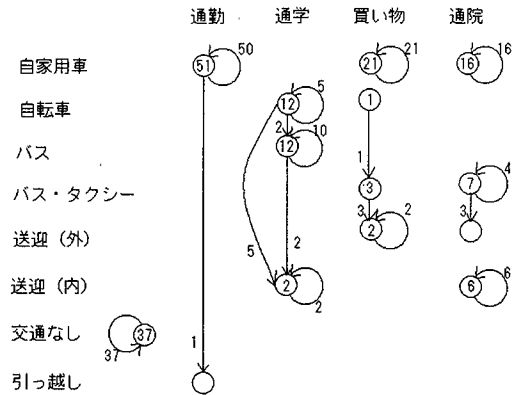 通勤 通学 買い物 通院
自家用車 51 50 21 21 16 16
自転車 12 5 1
2
バス 12 10
1
バス・タクシー 3 7 4
3 3
送迎（外） 2 2
5 2
送迎（内） 2 2 6 6
交通なし 37 37
1
引っ越し